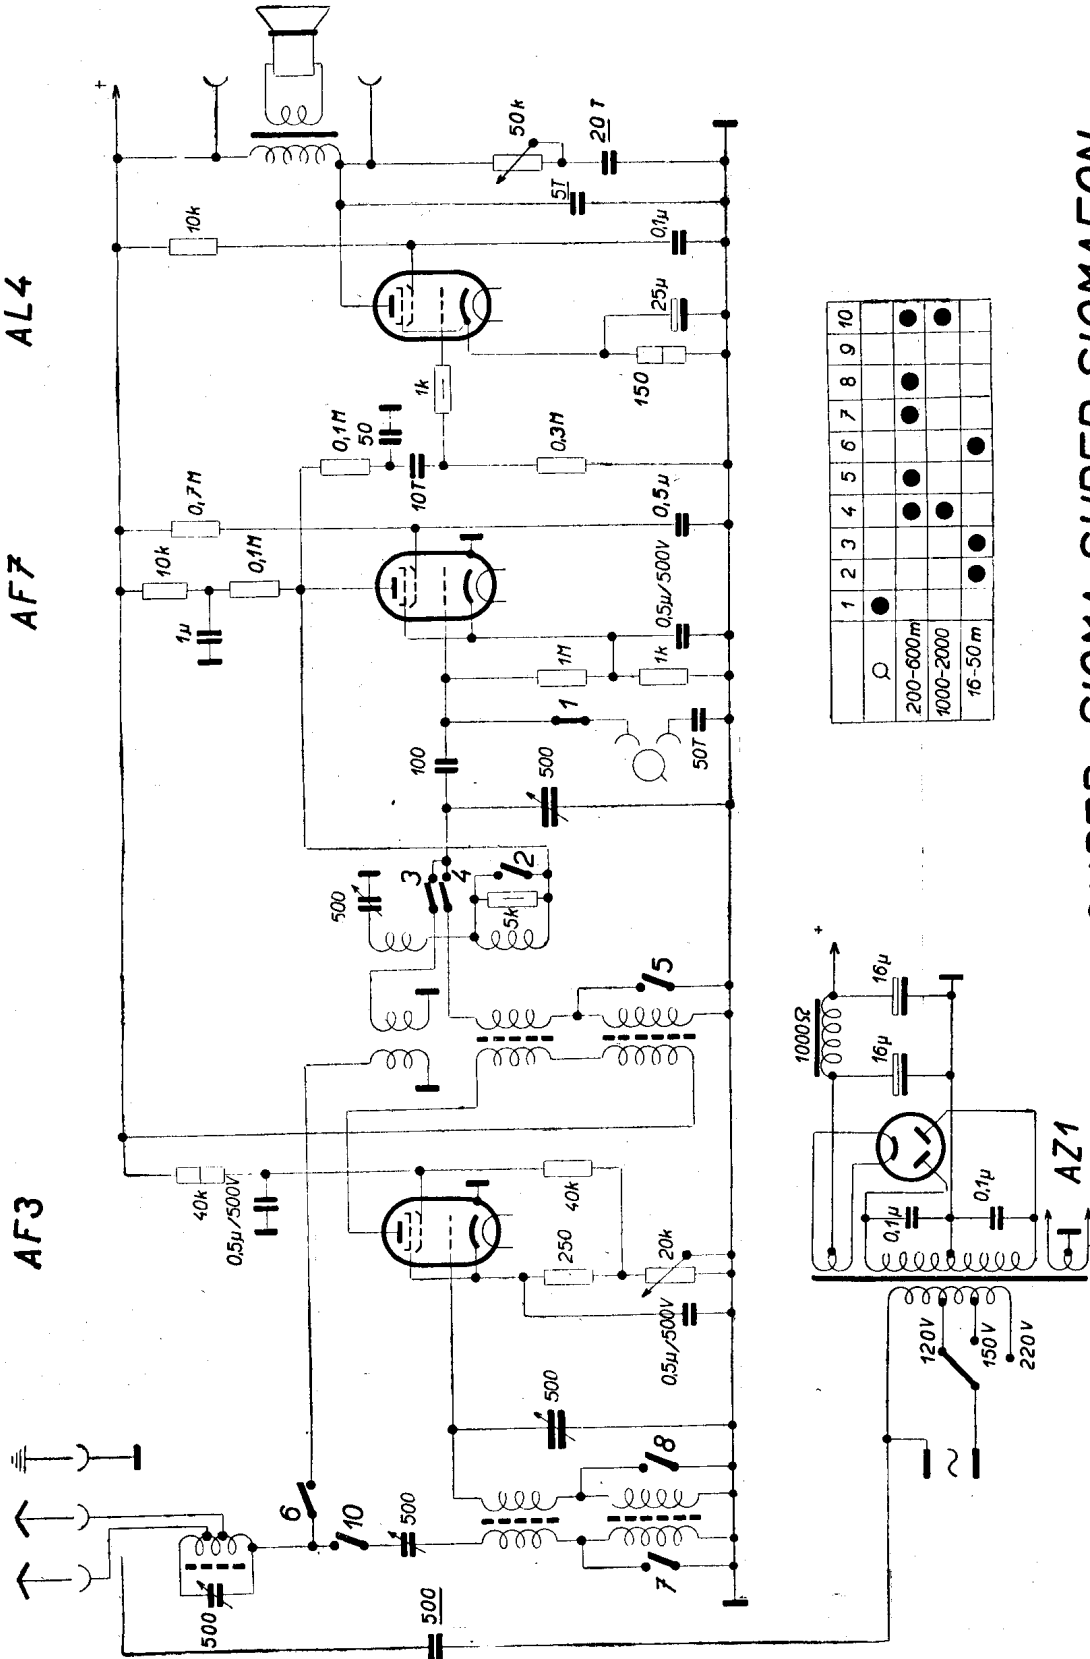 AF3
AF7
AL4
+
40k
0,5µ/500V
10k
1µ
0,1M
0,7M
0,1M
50
10T
10k
500
6
10
500
7
8
500
500
0,5µ/500V
250
20k
40k
5
500
3
4
2
5k
100
500
1
50T
1M
1k
0,5µ/500V
0,5µ
0,3M
1k
150
25µ
0,1µ
5T
50k
20T
~
120V
150V
220V
AZ1
0,1µ
0,1µ
16µ
16µ
1000Ω
+
1 2 3 4 5 6 7 8 9 10
200-600m
1000-2000
16-50m